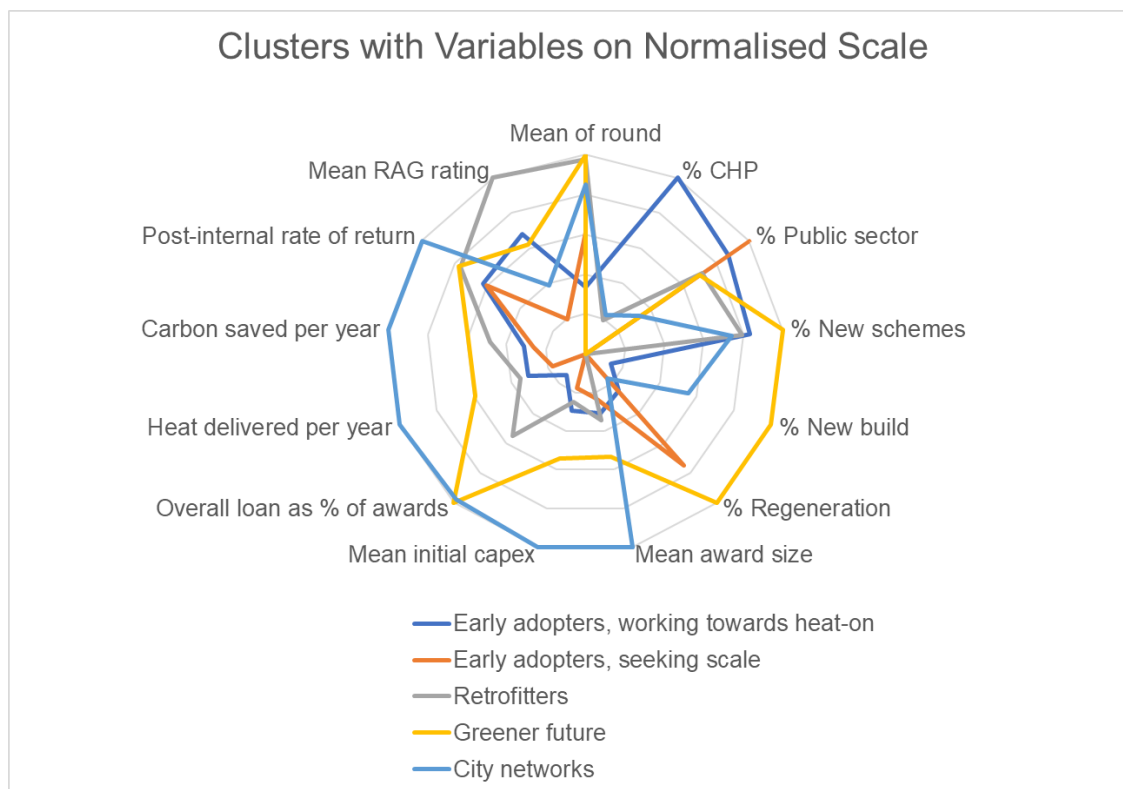 Clusters with Variables on Normalised Scale
Mean of round
Mean RAG rating
% CHP
Post-internal rate of return
% Public sector
Carbon saved per year
% New schemes
Heat delivered per year
% New build
Overall loan as % of awards
% Regeneration
Mean initial capex
Mean award size
Early adopters, working towards heat-on
Early adopters, seeking scale
Retrofitters
Greener future
City networks